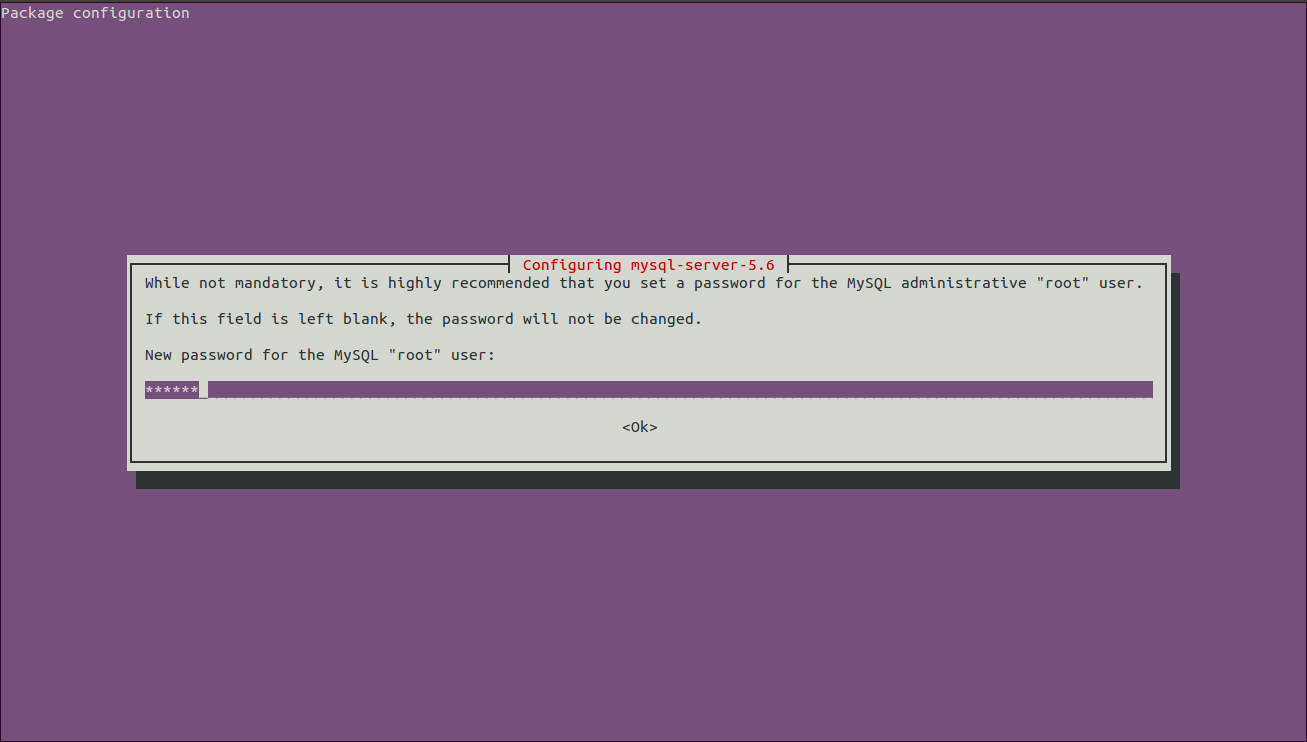 Package configuration
Configuring mysql-server-5.6
While not mandatory, it is highly recommended that you set a password for the MySQL administrative "root" user.
If this field is left blank, the password will not be changed.
New password for the MySQL "root" user:
******
<Ok>